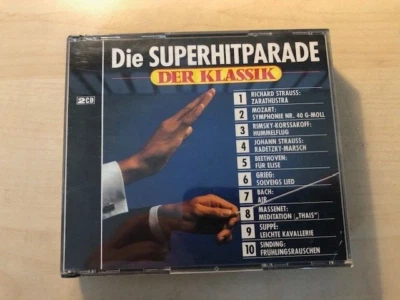 Die SUPERHITPARADE
DER KLASSIK
2CD
1 RICHARD STRAUSS:
ZARATHUSTRA
2 MOZART:
SYMPHONIE NR. 40 G-MOLL
3 RIMSKY-KORSSAKOFF:
HUMMELFLUG
4 JOHANN STRAUSS:
RADETZKY-MARSCH
5 BEETHOVEN:
FÜR ELISE
6 GRIEG:
SOLVEIGS LIED
7 BACH:
AIR
8 MASSENET:
MEDITATION („THAIS")
9 SUPPÉ:
LEICHTE KAVALLERIE
10 SINDING:
FRÜHLINGSRAUSCHEN